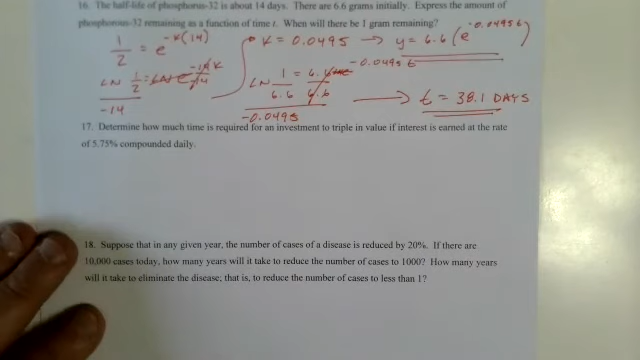 16. The half-life of phosphorus-32 is about 14 days. There are 6.6 grams initially. Express the amount of
phosphorus-32 remaining as a function of time t. When will there be 1 gram remaining?
1/2 = e^-K(14) K = 0.0495 → y = 6.6 (e^-0.0495t)
LN 1/2 = LN e^-14K
-14
LN 1/6.6 = 6.6 e^-0.0495t / 6.6
-0.0495 → t = 38.1 DAYS
17. Determine how much time is required for an investment to triple in value if interest is earned at the rate
of 5.75% compounded daily.
18. Suppose that in any given year, the number of cases of a disease is reduced by 20%. If there are
10,000 cases today, how many years will it take to reduce the number of cases to 1000? How many years
will it take to eliminate the disease; that is, to reduce the number of cases to less than 1?